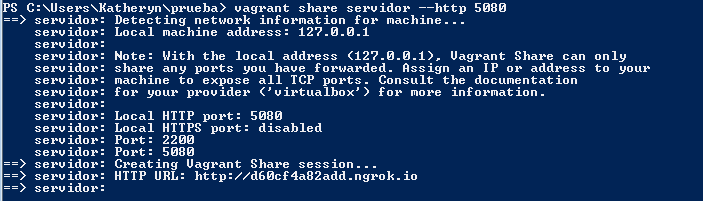 PS C:\Users\Katheryn\prueba> vagrant share servidor --http 5080
==> servidor: Detecting network information for machine...
    servidor: Local machine address: 127.0.0.1
    servidor:
    servidor: Note: With the local address (127.0.0.1), Vagrant Share can only
    servidor: share any ports you have forwarded. Assign an IP or address to your
    servidor: machine to expose all TCP ports. Consult the documentation
    servidor: for your provider ('virtualbox') for more information.
    servidor:
    servidor: Local HTTP port: 5080
    servidor: Local HTTPS port: disabled
    servidor: Port: 2200
    servidor: Port: 5080
==> servidor: Creating Vagrant Share session...
==> servidor: HTTP URL: http://d60cf4a82add.ngrok.io
==> servidor: